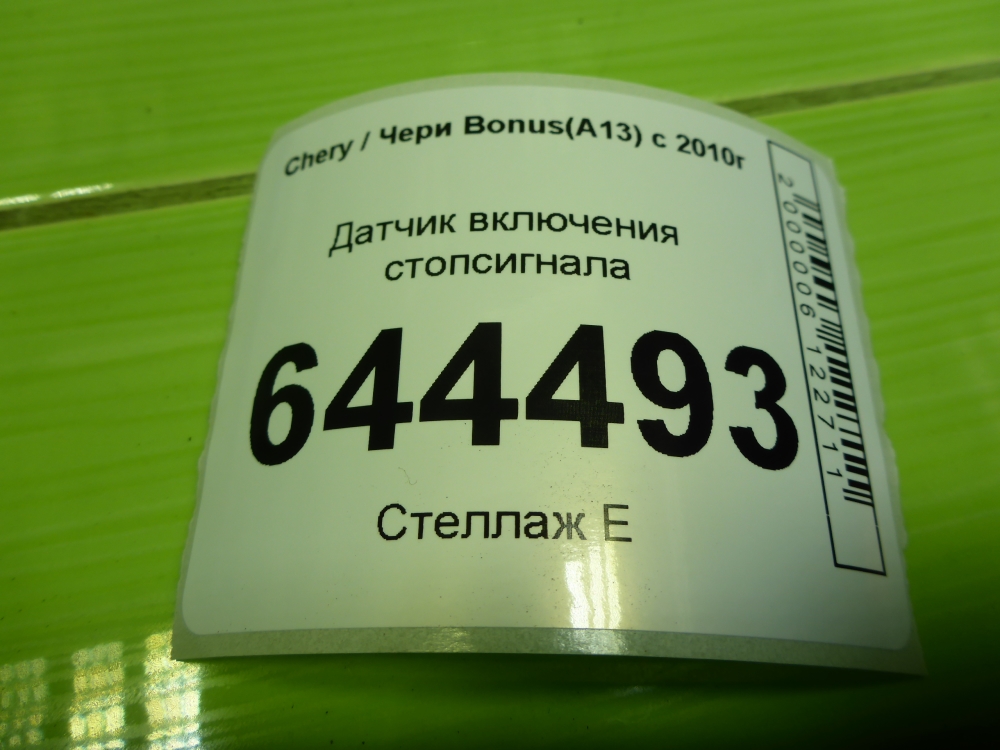 Chery / Чери Bonus(A13) с 2010г
Датчик включения
стопсигнала
644493
Стеллаж Е
2000006122711